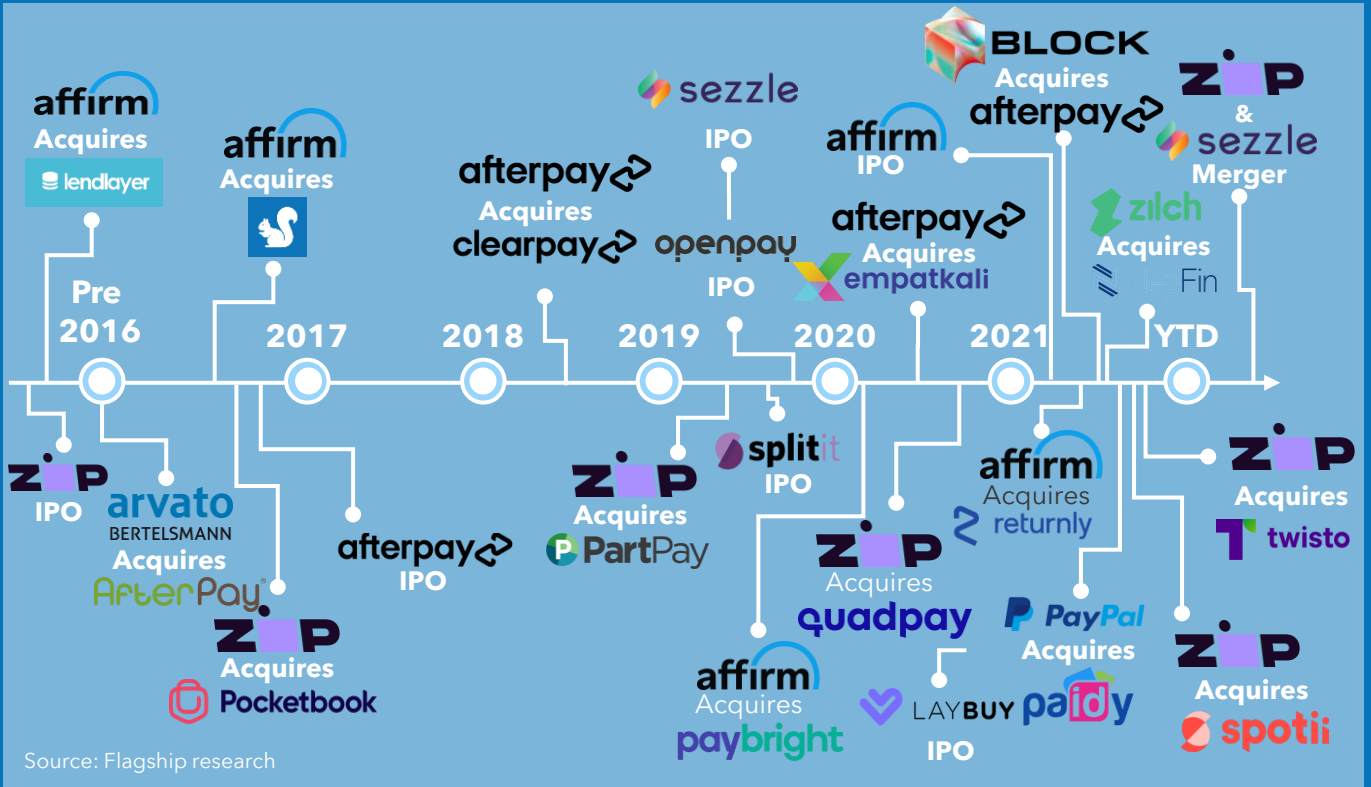 affirm
Acquires
lendlayer
affirm
Acquires
afterpay
Acquires
clearpay
sezzle
IPO
openpay
IPO
affirm
IPO
afterpay
Acquires
empatkali
BLOCK
Acquires
afterpay
zip
&
sezzle
Merger
zilch
Acquires
Fin
Pre
2016
2017
2018
2019
2020
2021
YTD
zip
IPO
arvato
BERTELSMANN
Acquires
AfterPay®
zip
Acquires
Pocketbook
afterpay
IPO
zip
Acquires
PartPay
splitit
IPO
affirm
Acquires
paybright
zip
Acquires
quadpay
LAYBUY
IPO
affirm
Acquires
returnly
PayPal
Acquires
paidy
zip
Acquires
twisto
zip
Acquires
spotii
Source: Flagship research